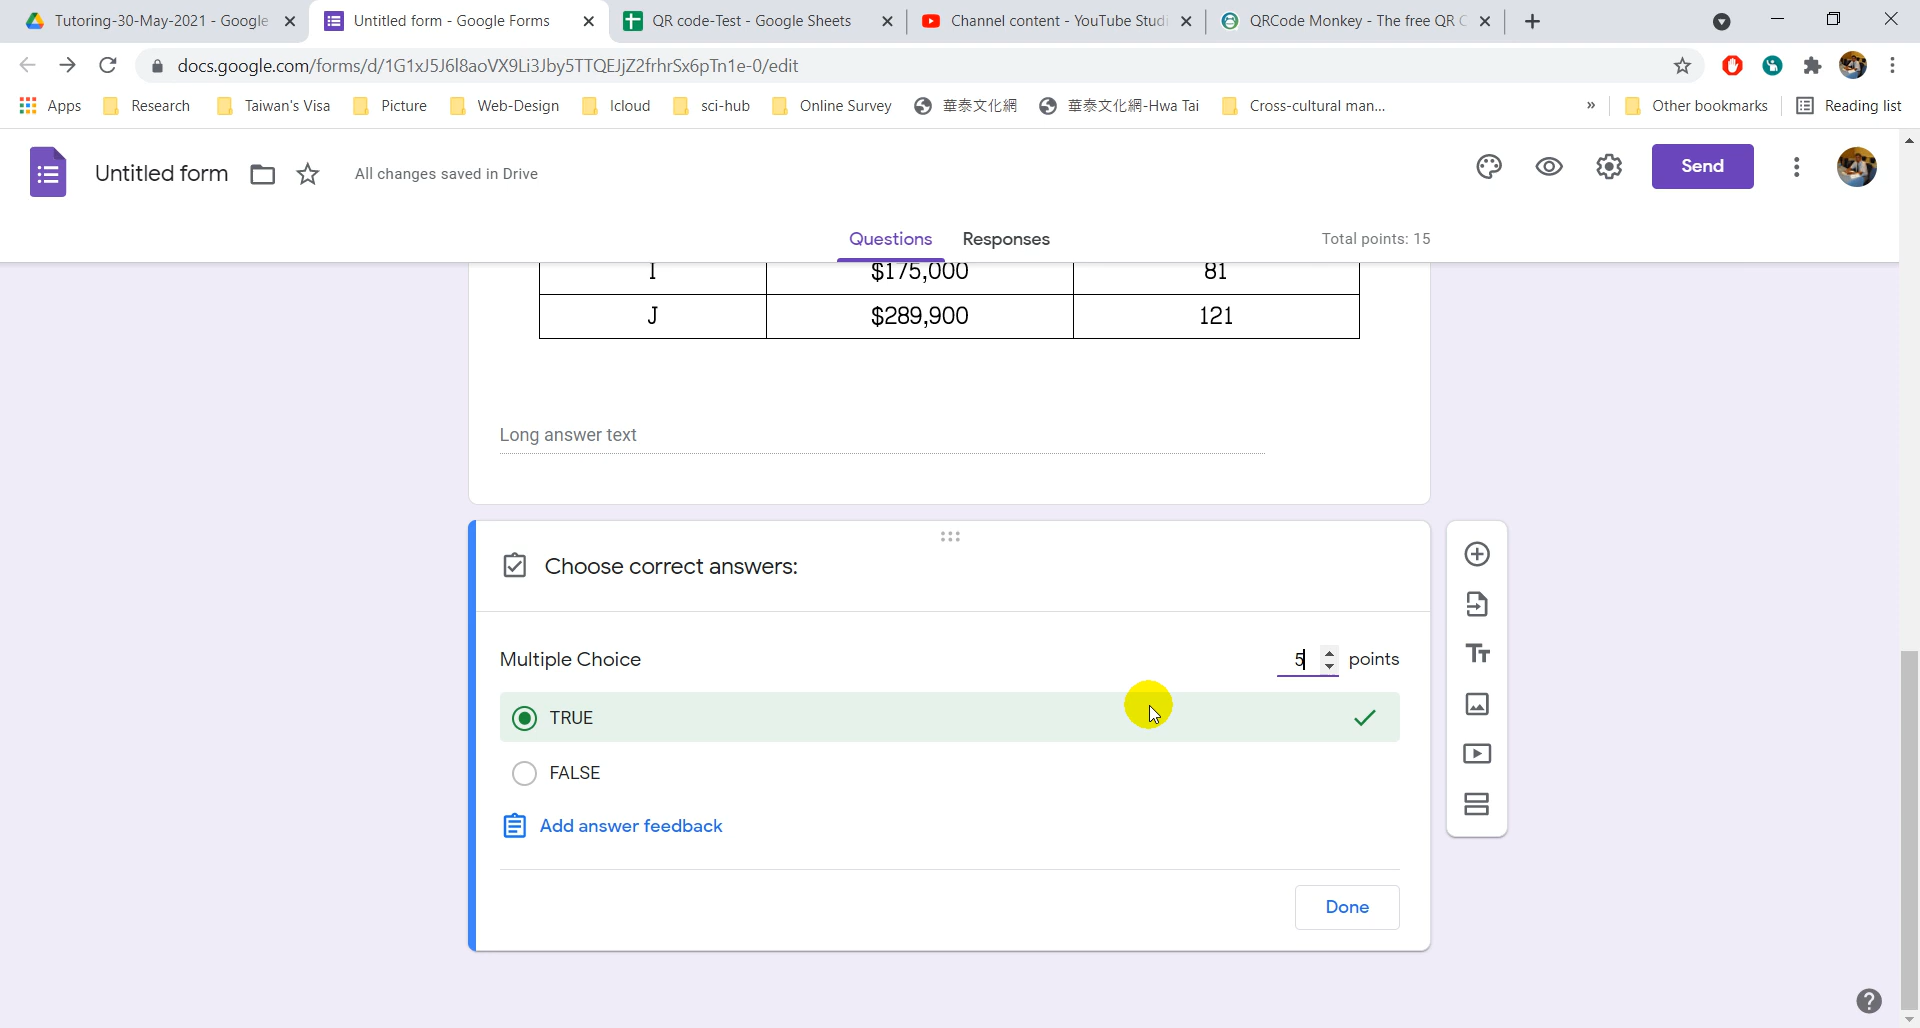 Tutoring-30-May-2021 - Google
Untitled form - Google Forms
QR code-Test - Google Sheets
Channel content - YouTube Studi
QRCode Monkey - The free QR C
docs.google.com/forms/d/1G1xJ5J6l8aoVX9Li3Jby5TTQEJjZ2frhrSx6pTn1e-0/edit
Apps
Research
Taiwan's Visa
Picture
Web-Design
Icloud
sci-hub
Online Survey
華泰文化網
華泰文化網-Hwa Tai
Cross-cultural man...
»
Other bookmarks
Reading list
Untitled form
All changes saved in Drive
Send
Questions
Responses
Total points: 15
I $175,000 81
J $289,900 121
Long answer text
Choose correct answers:
Multiple Choice
5 points
TRUE
FALSE
Add answer feedback
Done